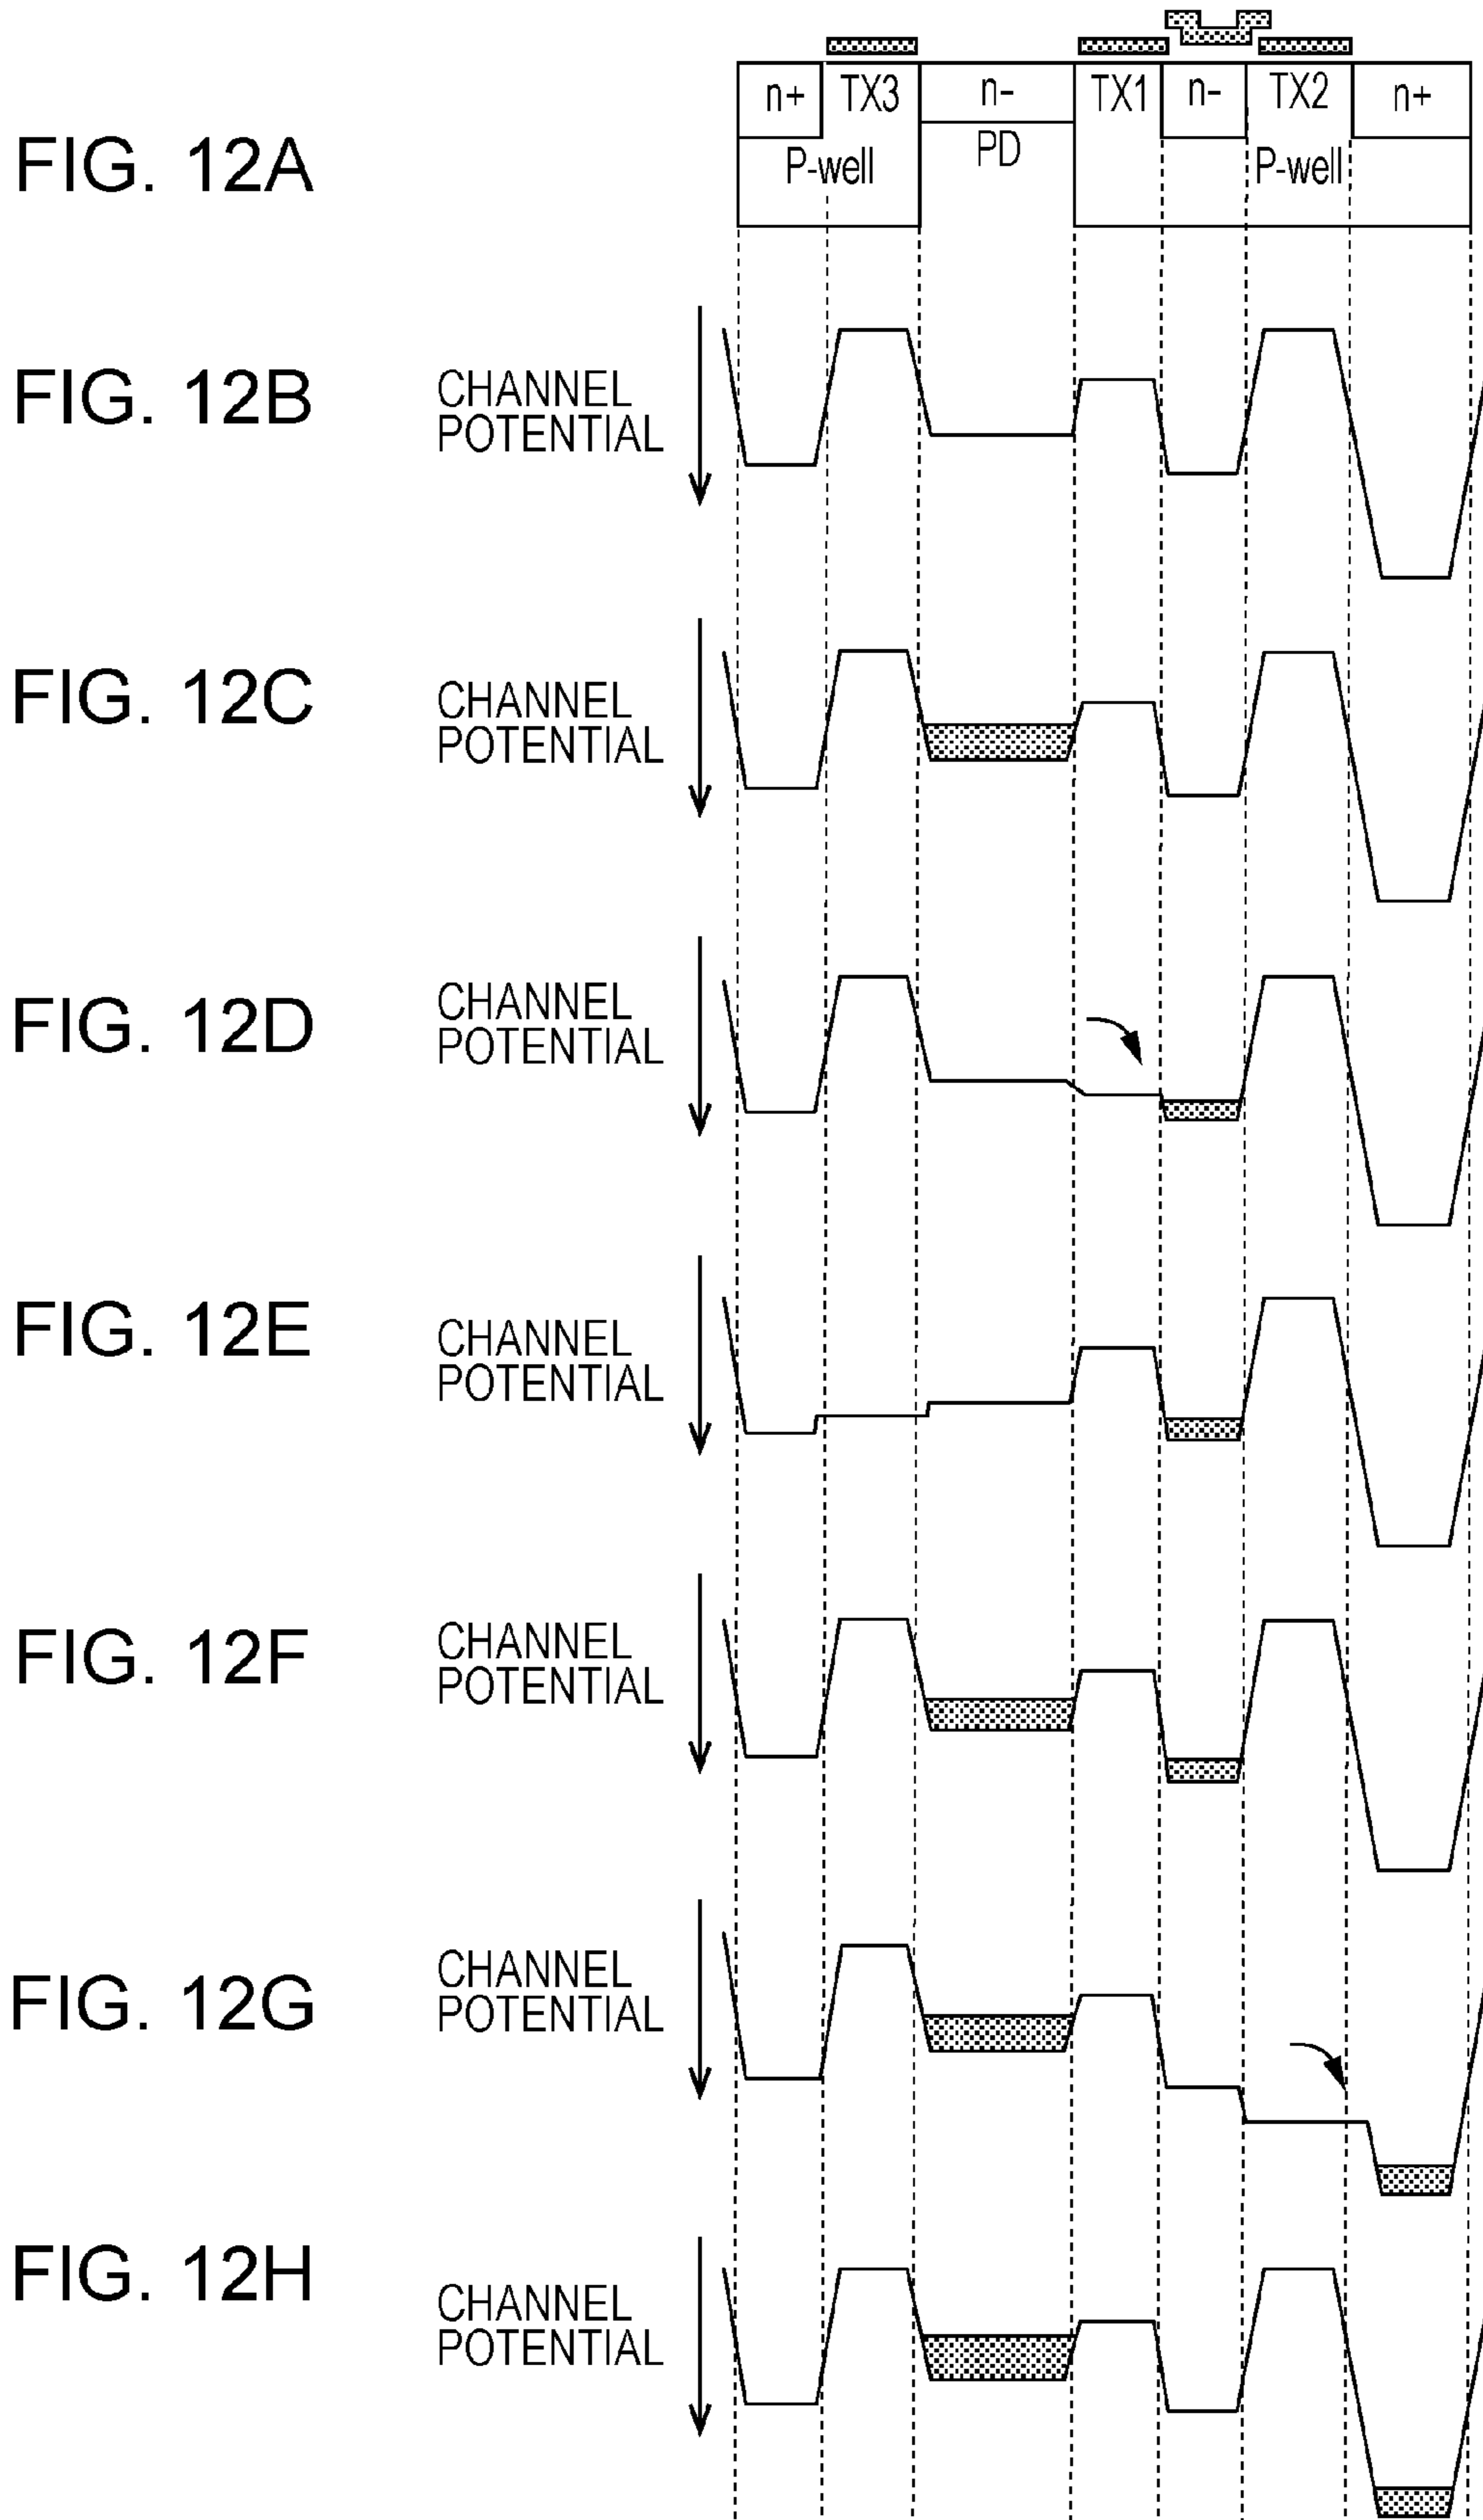 n+ TX3 n- TX1 n- TX2 n+
FIG. 12A
P-well PD P-well
FIG. 12B
CHANNEL
POTENTIAL
FIG. 12C
CHANNEL
POTENTIAL
FIG. 12D
CHANNEL
POTENTIAL
FIG. 12E
CHANNEL
POTENTIAL
FIG. 12F
CHANNEL
POTENTIAL
FIG. 12G
CHANNEL
POTENTIAL
FIG. 12H
CHANNEL
POTENTIAL